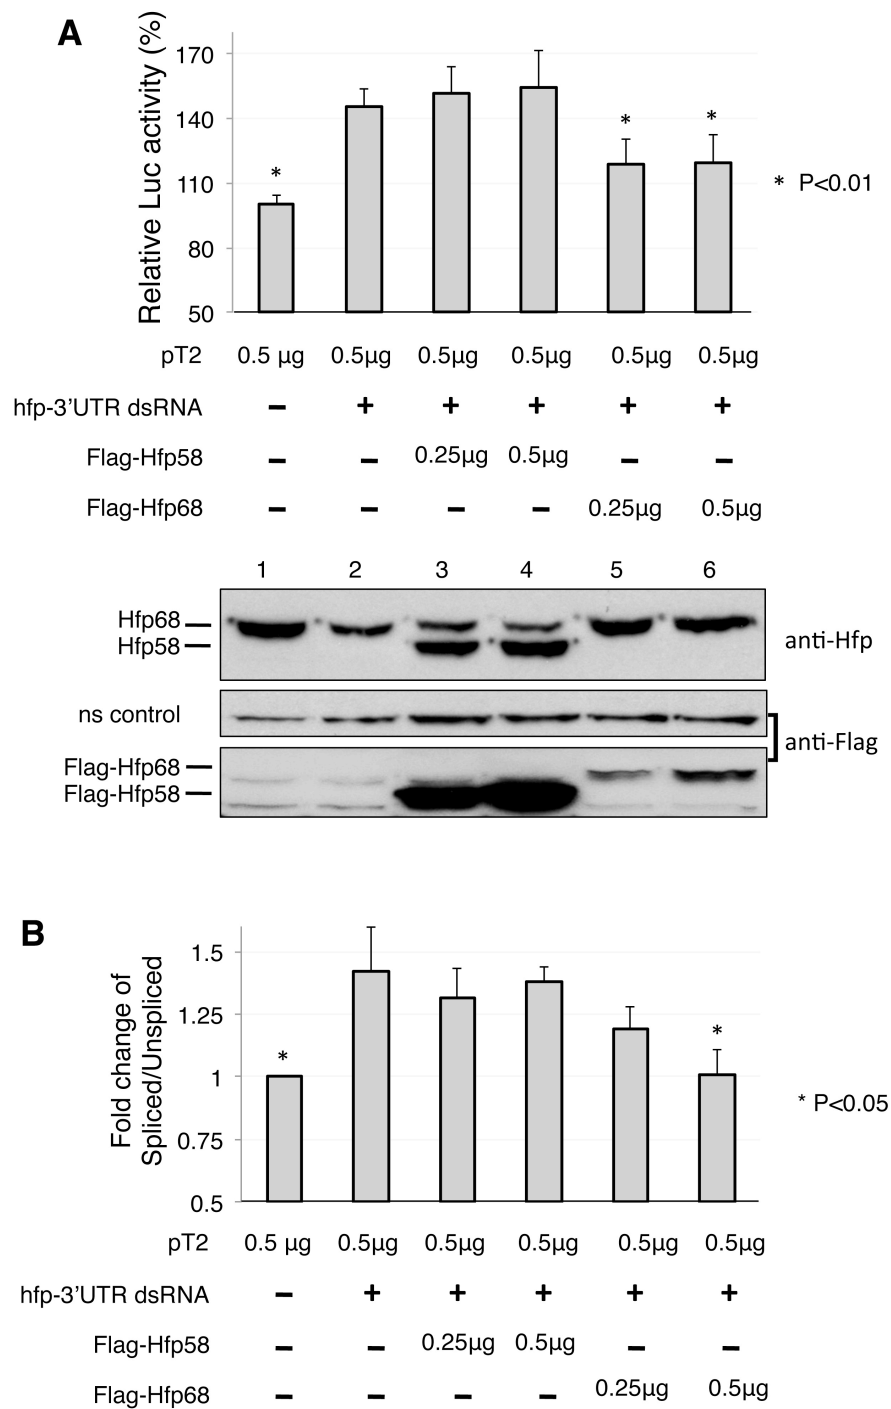 A
Relative Luc activity (%)
170
140
110
80
50
* * *
* P<0.01
pT2 0.5 µg 0.5µg 0.5µg 0.5µg 0.5µg 0.5µg
hfp-3'UTR dsRNA – + + + + +
Flag-Hfp58 – – 0.25µg 0.5µg – –
Flag-Hfp68 – – – – 0.25µg 0.5µg
1 2 3 4 5 6
Hfp68
Hfp58
anti-Hfp
ns control
anti-Flag
Flag-Hfp68
Flag-Hfp58
B
Fold change of
Spliced/Unspliced
1.5
1.25
1
0.75
0.5
* *
* P<0.05
pT2 0.5 µg 0.5µg 0.5µg 0.5µg 0.5µg 0.5µg
hfp-3'UTR dsRNA – + + + + +
Flag-Hfp58 – – 0.25µg 0.5µg – –
Flag-Hfp68 – – – – 0.25µg 0.5µg